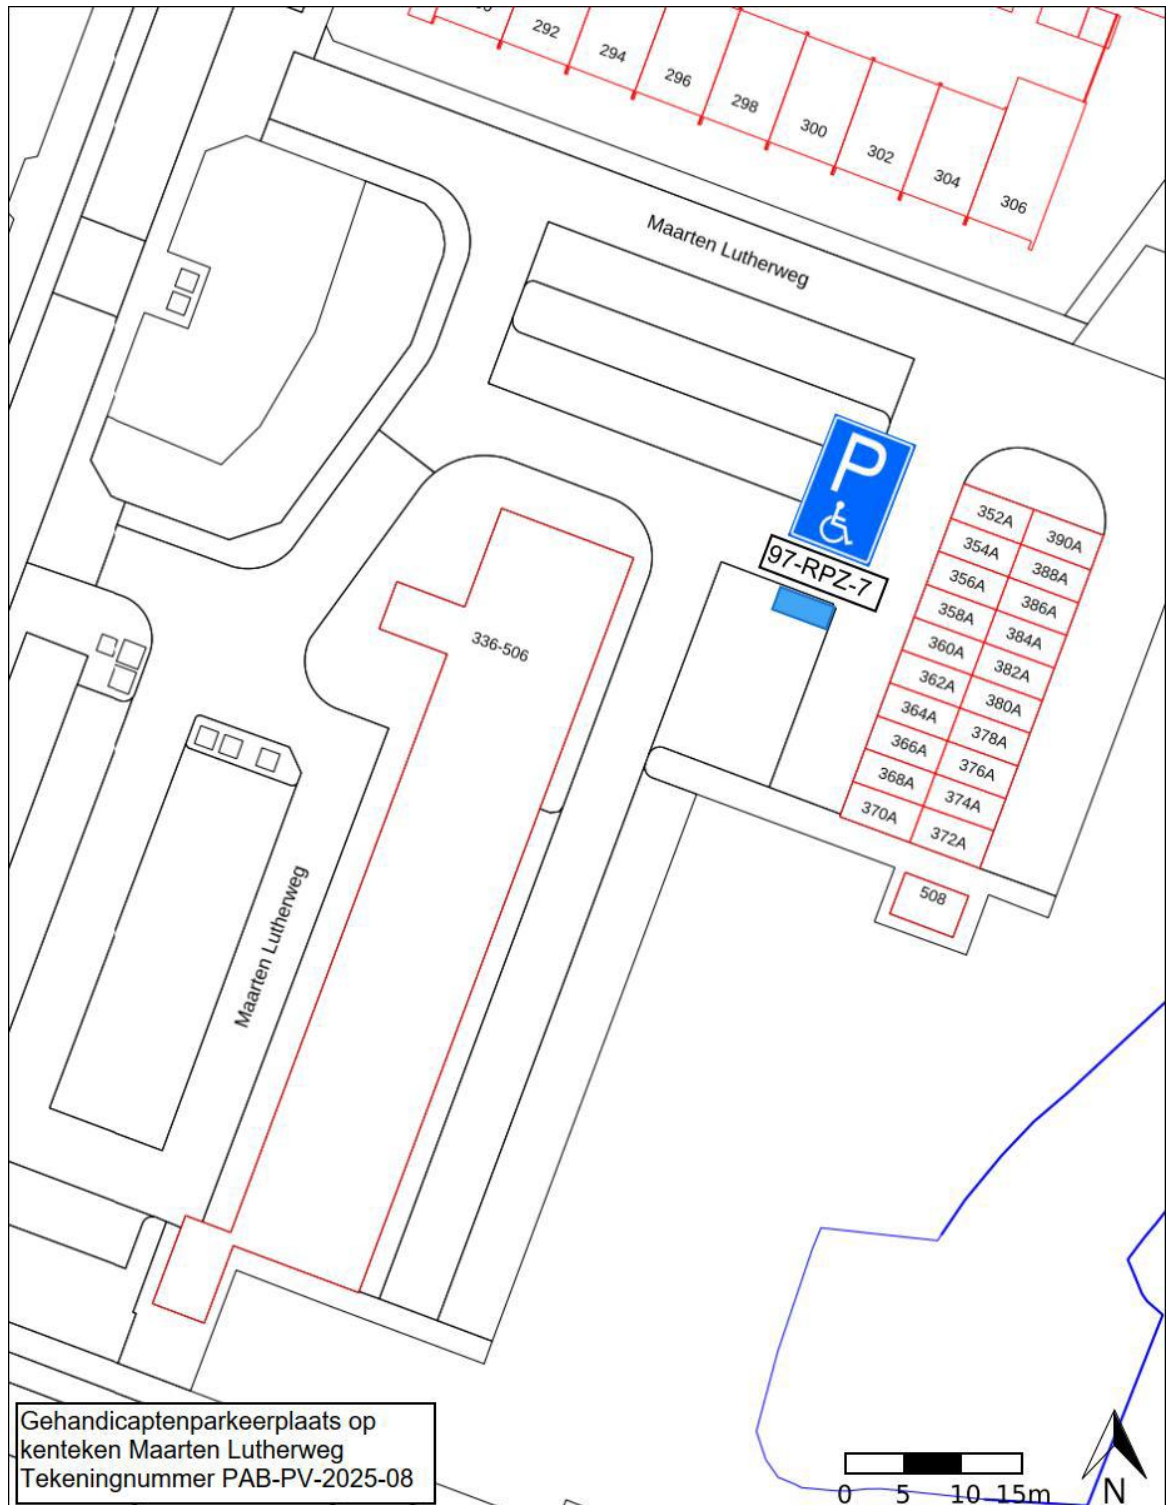 292
294
296
298
300
302
304
306
Maarten Lutherweg
P
97-RPZ-7
352A
390A
354A
388A
356A
386A
358A
384A
360A
382A
362A
380A
364A
378A
366A
376A
368A
374A
370A
372A
336-506
508
Maarten Lutherweg
Gehandicaptenparkeerplaats op
kenteken Maarten Lutherweg
Tekeningnummer PAB-PV-2025-08
0 5 10 15m
N